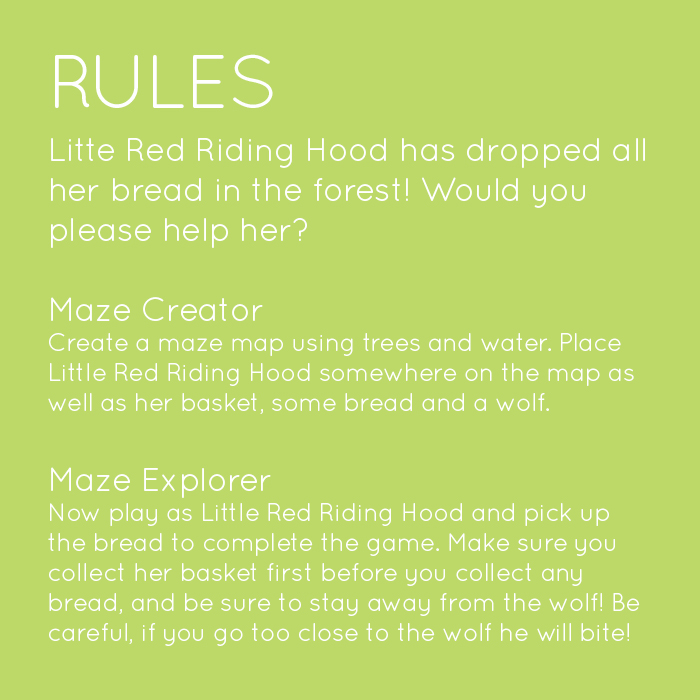 RULES
Litte Red Riding Hood has dropped all
her bread in the forest! Would you
please help her?
Maze Creator
Create a maze map using trees and water. Place
Little Red Riding Hood somewhere on the map as
well as her basket, some bread and a wolf.
Maze Explorer
Now play as Little Red Riding Hood and pick up
the bread to complete the game. Make sure you
collect her basket first before you collect any
bread, and be sure to stay away from the wolf! Be
careful, if you go too close to the wolf he will bite!